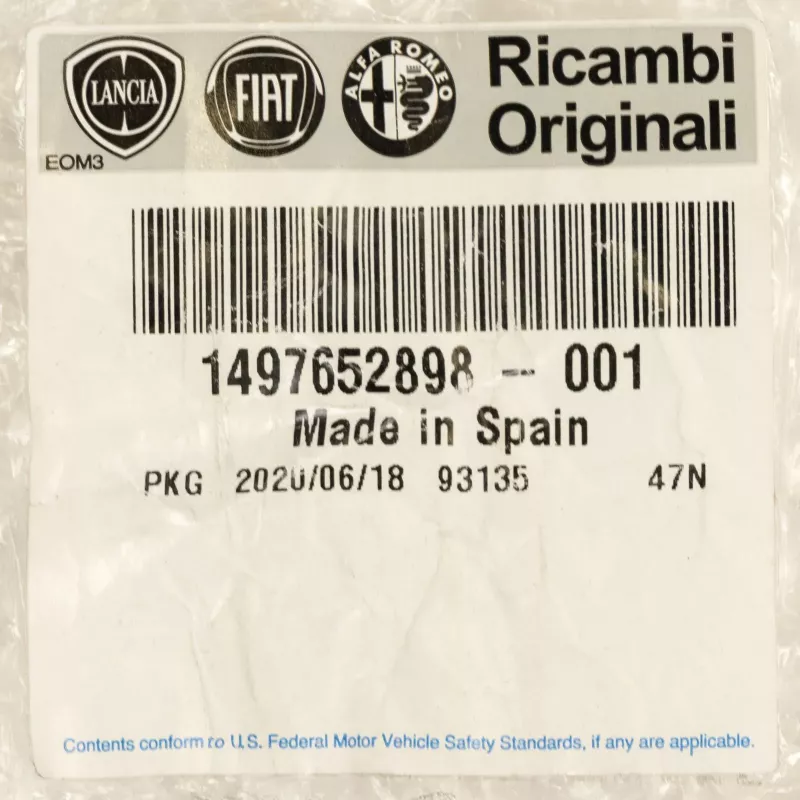 LANCIA FIAT ALFA ROMEO Ricambi
Originali
EOM3
1497652898 - 001
Made in Spain
PKG 2020/06/18 93135 47N
Contents conform to U.S. Federal Motor Vehicle Safety Standards, if any are applicable.